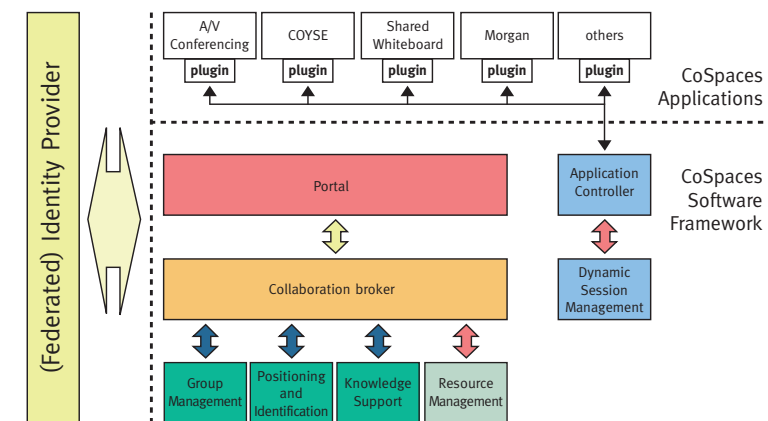 (Federated) Identity Provider
A/V
Conferencing
COYSE
Shared
Whiteboard
Morgan
others
plugin
plugin
plugin
plugin
plugin
CoSpaces
Applications
Portal
Application
Controller
CoSpaces
Software
Framework
Collaboration broker
Dynamic
Session
Management
Group
Management
Positioning
and
Identification
Knowledge
Support
Resource
Management